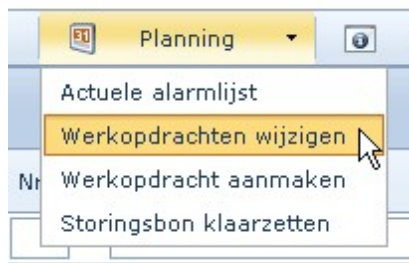 Planning
Actuele alarmlijst
Werkopdrachten wijzigen
Nr
Werkopdracht aanmaken
Storingsbon klaarzetten